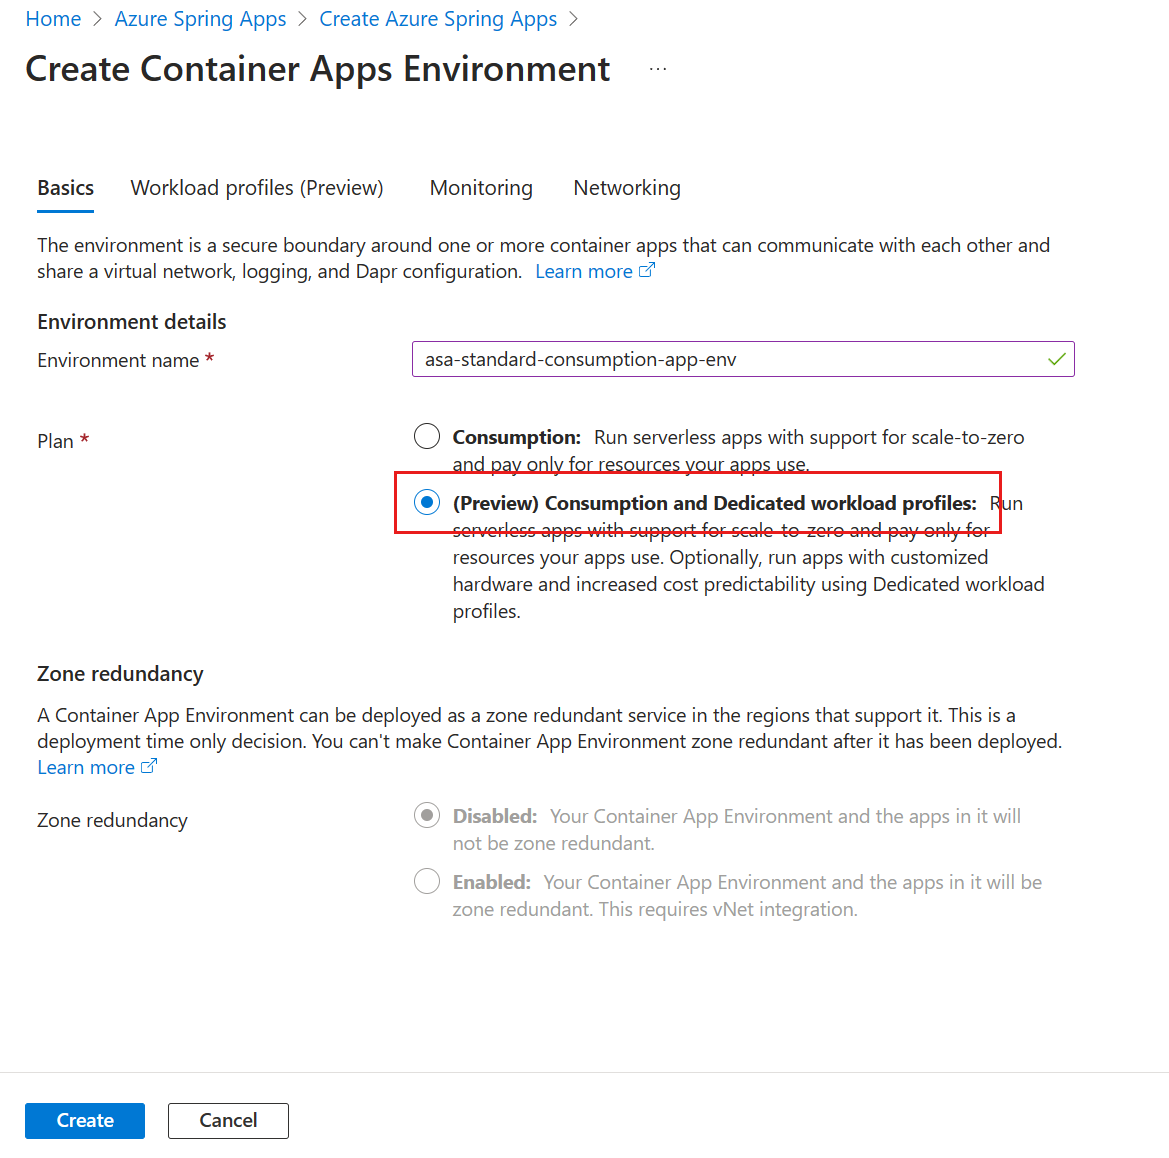 Home > Azure Spring Apps > Create Azure Spring Apps >
Create Container Apps Environment ...
Basics Workload profiles (Preview) Monitoring Networking
The environment is a secure boundary around one or more container apps that can communicate with each other and
share a virtual network, logging, and Dapr configuration. Learn more
Environment details
Environment name *
asa-standard-consumption-app-env
Plan *
Consumption: Run serverless apps with support for scale-to-zero
and pay only for resources your apps use.
(Preview) Consumption and Dedicated workload profiles: Run
serverless apps with support for scale-to-zero and pay only for
resources your apps use. Optionally, run apps with customized
hardware and increased cost predictability using Dedicated workload
profiles.
Zone redundancy
A Container App Environment can be deployed as a zone redundant service in the regions that support it. This is a
deployment time only decision. You can't make Container App Environment zone redundant after it has been deployed.
Learn more
Zone redundancy
Disabled: Your Container App Environment and the apps in it will
not be zone redundant.
Enabled: Your Container App Environment and the apps in it will be
zone redundant. This requires vNet integration.
Create Cancel